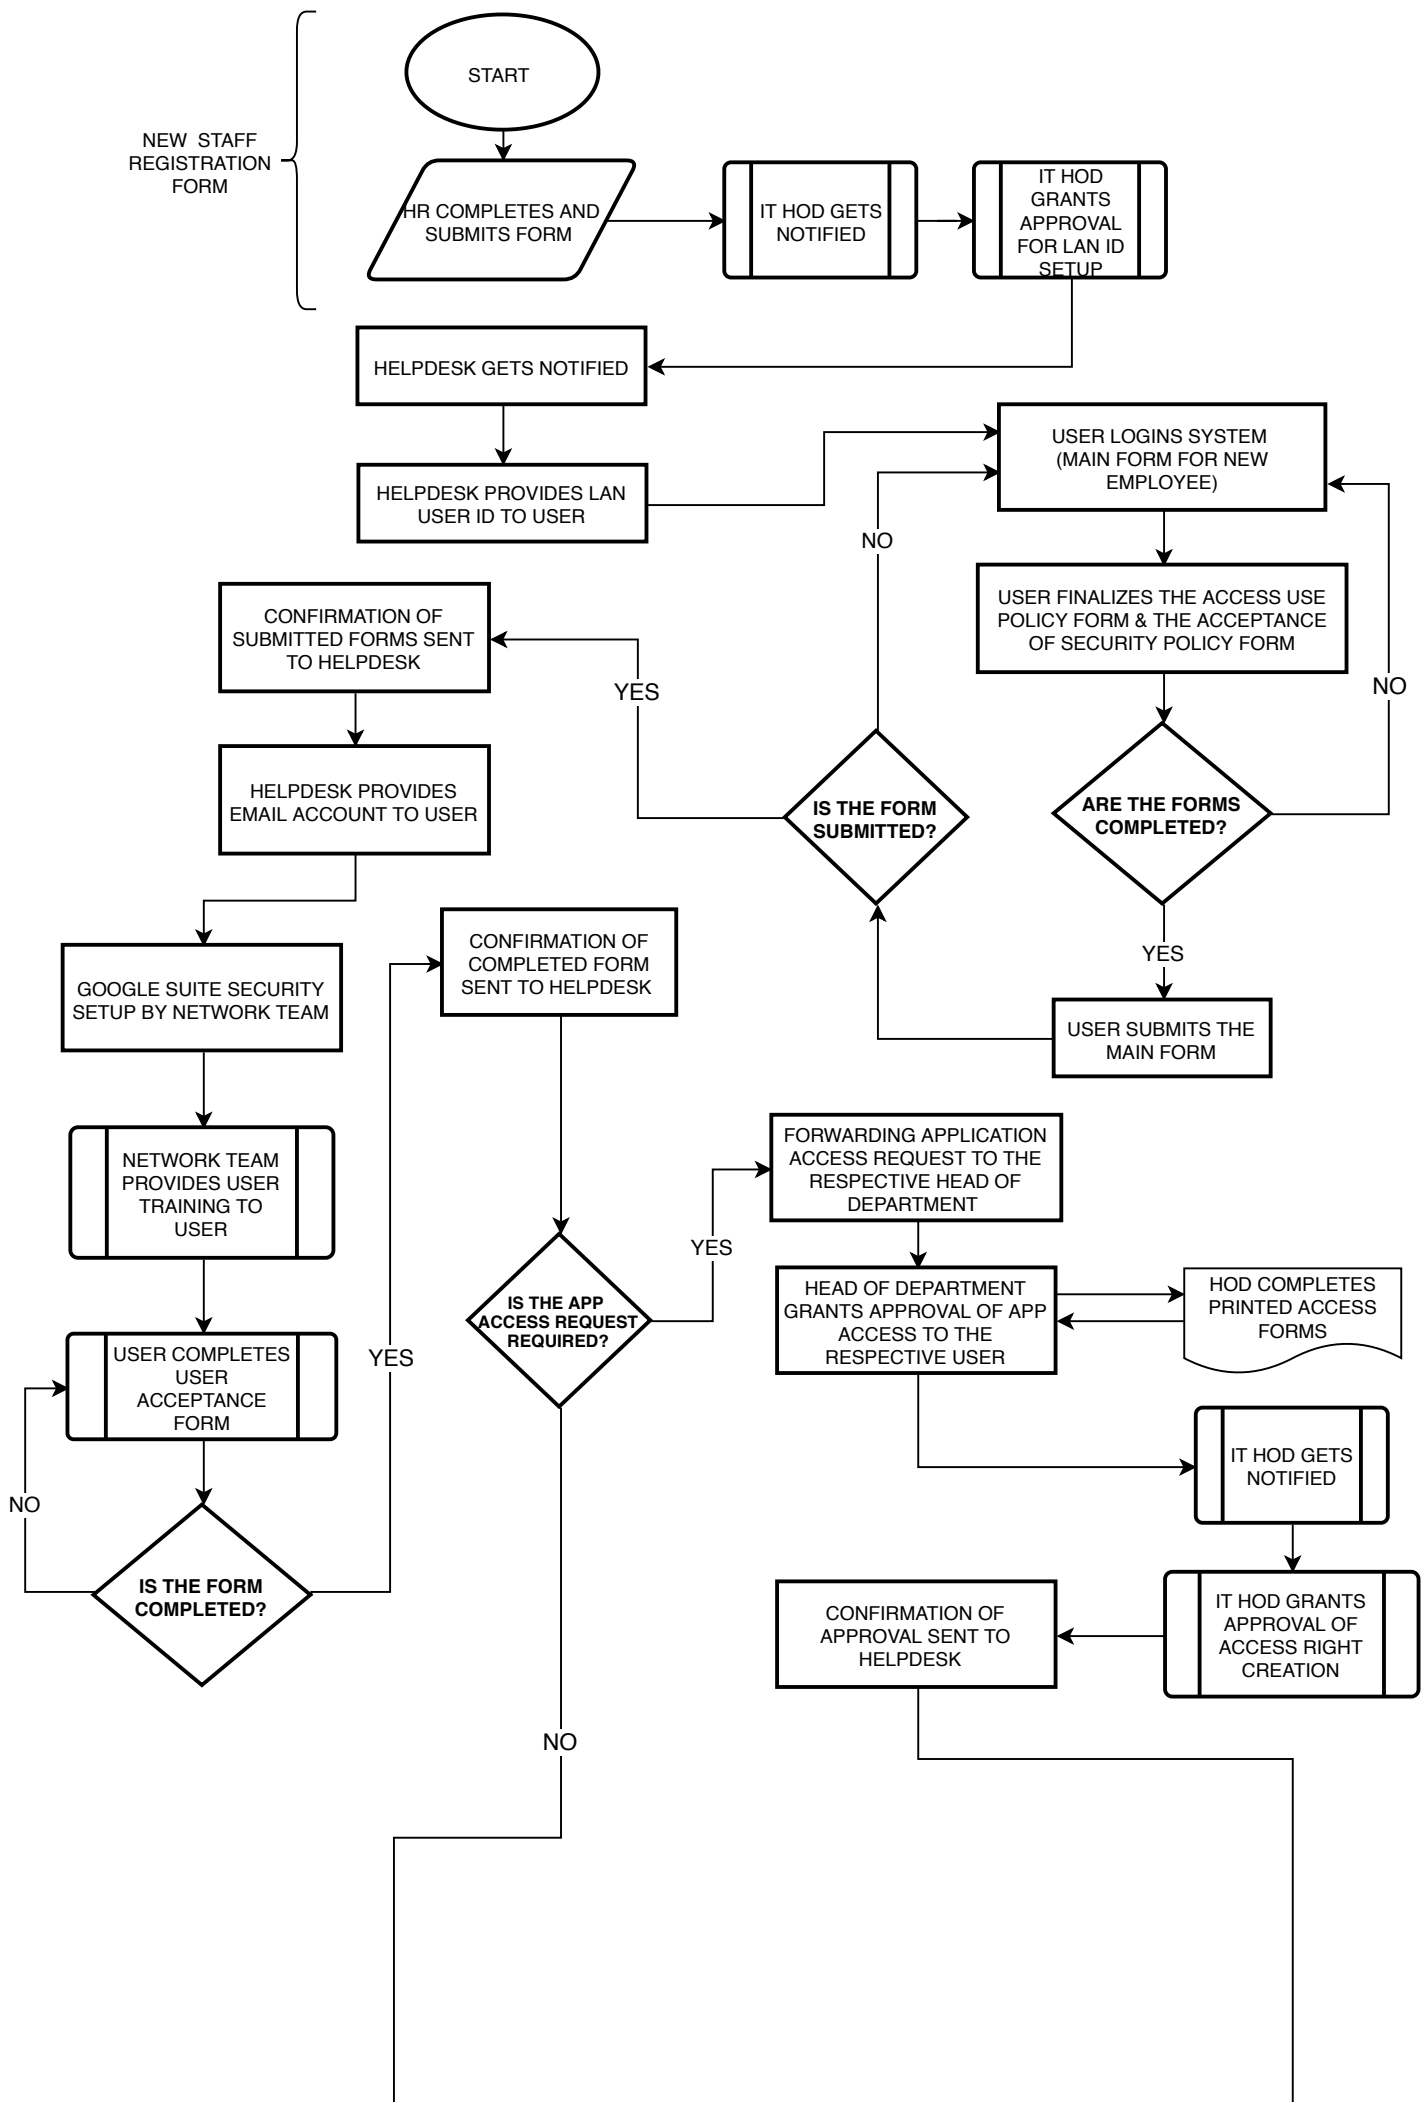 START
NEW STAFF
REGISTRATION
FORM
HR COMPLETES AND
SUBMITS FORM
IT HOD GETS
NOTIFIED
IT HOD
GRANTS
APPROVAL
FOR LAN ID
SETUP
HELPDESK GETS NOTIFIED
HELPDESK PROVIDES LAN
USER ID TO USER
USER LOGINS SYSTEM
(MAIN FORM FOR NEW
EMPLOYEE)
NO
USER FINALIZES THE ACCESS USE
POLICY FORM & THE ACCEPTANCE
OF SECURITY POLICY FORM
NO
CONFIRMATION OF
SUBMITTED FORMS SENT
TO HELPDESK
YES
HELPDESK PROVIDES
EMAIL ACCOUNT TO USER
IS THE FORM
SUBMITTED?
ARE THE FORMS
COMPLETED?
YES
USER SUBMITS THE
MAIN FORM
GOOGLE SUITE SECURITY
SETUP BY NETWORK TEAM
CONFIRMATION OF
COMPLETED FORM
SENT TO HELPDESK
NETWORK TEAM
PROVIDES USER
TRAINING TO
USER
USER COMPLETES
USER
ACCEPTANCE
FORM
YES
NO
IS THE FORM
COMPLETED?
IS THE APP
ACCESS REQUEST
REQUIRED?
YES
FORWARDING APPLICATION
ACCESS REQUEST TO THE
RESPECTIVE HEAD OF
DEPARTMENT
HEAD OF DEPARTMENT
GRANTS APPROVAL OF APP
ACCESS TO THE
RESPECTIVE USER
HOD COMPLETES
PRINTED ACCESS
FORMS
IT HOD GETS
NOTIFIED
IT HOD GRANTS
APPROVAL OF
ACCESS RIGHT
CREATION
CONFIRMATION OF
APPROVAL SENT TO
HELPDESK
NO